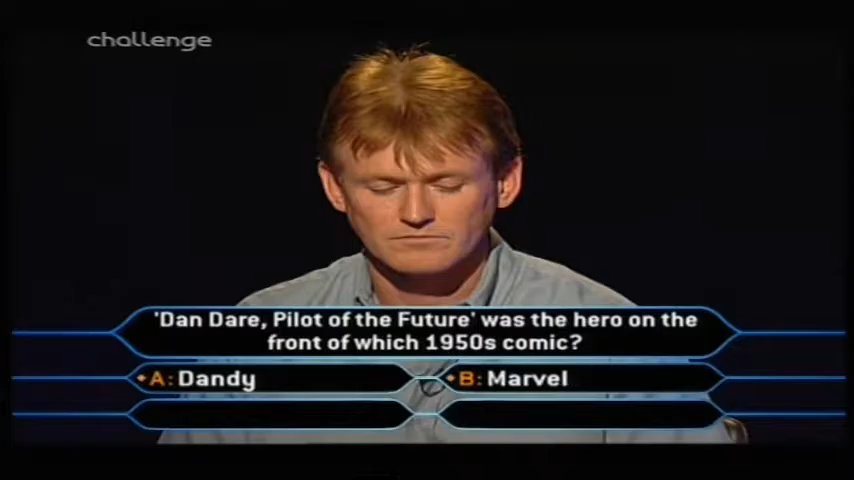 challenge
'Dan Dare, Pilot of the Future' was the hero on the
front of which 1950s comic?
A: Dandy
B: Marvel